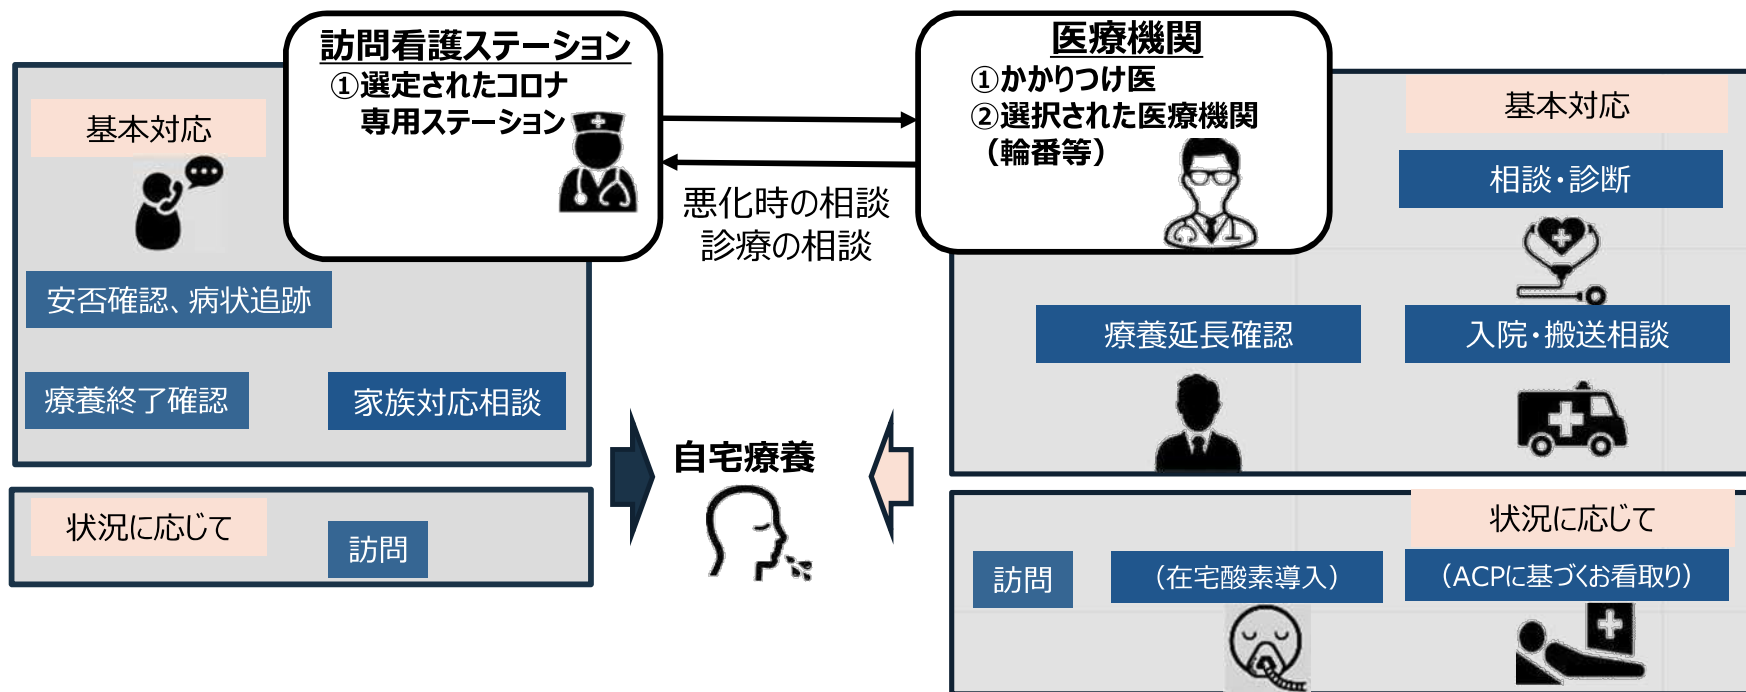 訪問看護ステーション
①選定されたコロナ
専用ステーション
基本対応
安否確認、病状追跡
療養終了確認
家族対応相談
状況に応じて
訪問
悪化時の相談
診療の相談
自宅療養
医療機関
①かかりつけ医
②選択された医療機関
（輪番等）
基本対応
相談・診断
療養延長確認
入院・搬送相談
状況に応じて
訪問
（在宅酸素導入）
（ACPに基づくお看取り）